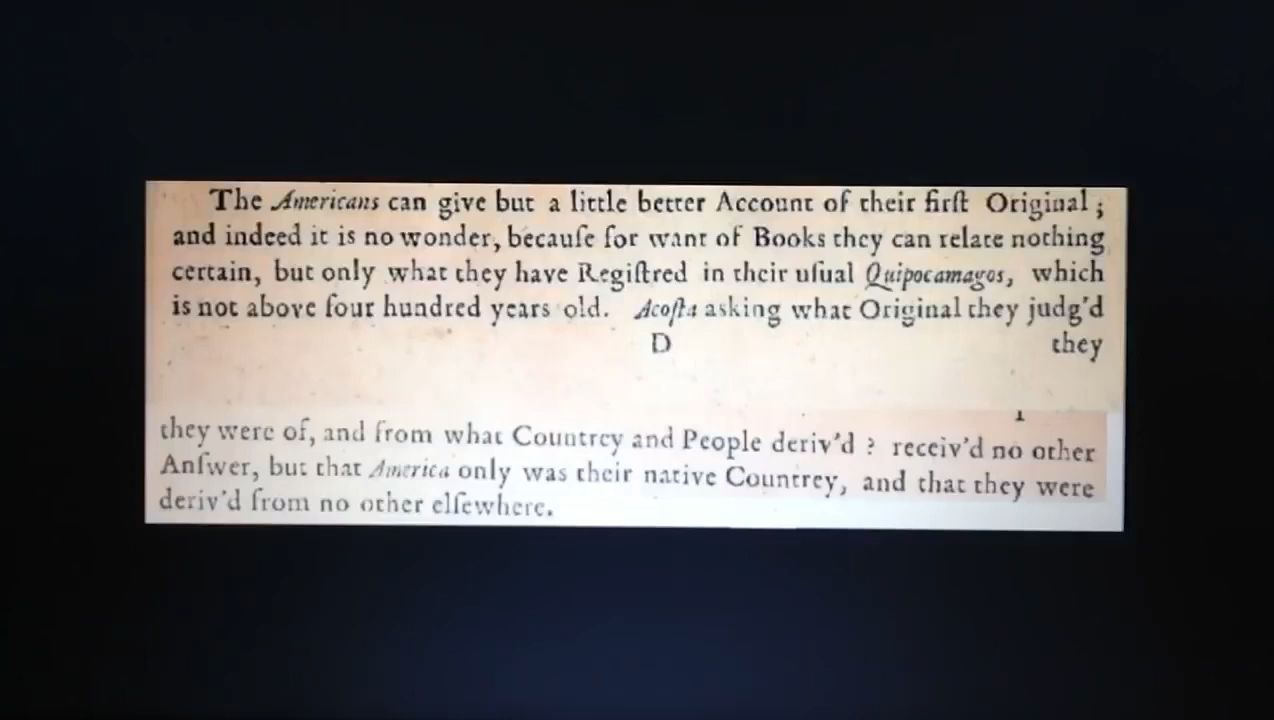 The Americans can give but a little better Account of their firſt Original;
and indeed it is no wonder, becauſe for want of Books they can relate nothing
certain, but only what they have Regiſtred in their uſual Quipocamagos, which
is not above four hundred years old. Acoſta asking what Original they judg'd
D they
they were of, and from what Countrey and People deriv'd ? receiv'd no other
Anſwer, but that America only was their native Countrey, and that they were
deriv'd from no other elſewhere.